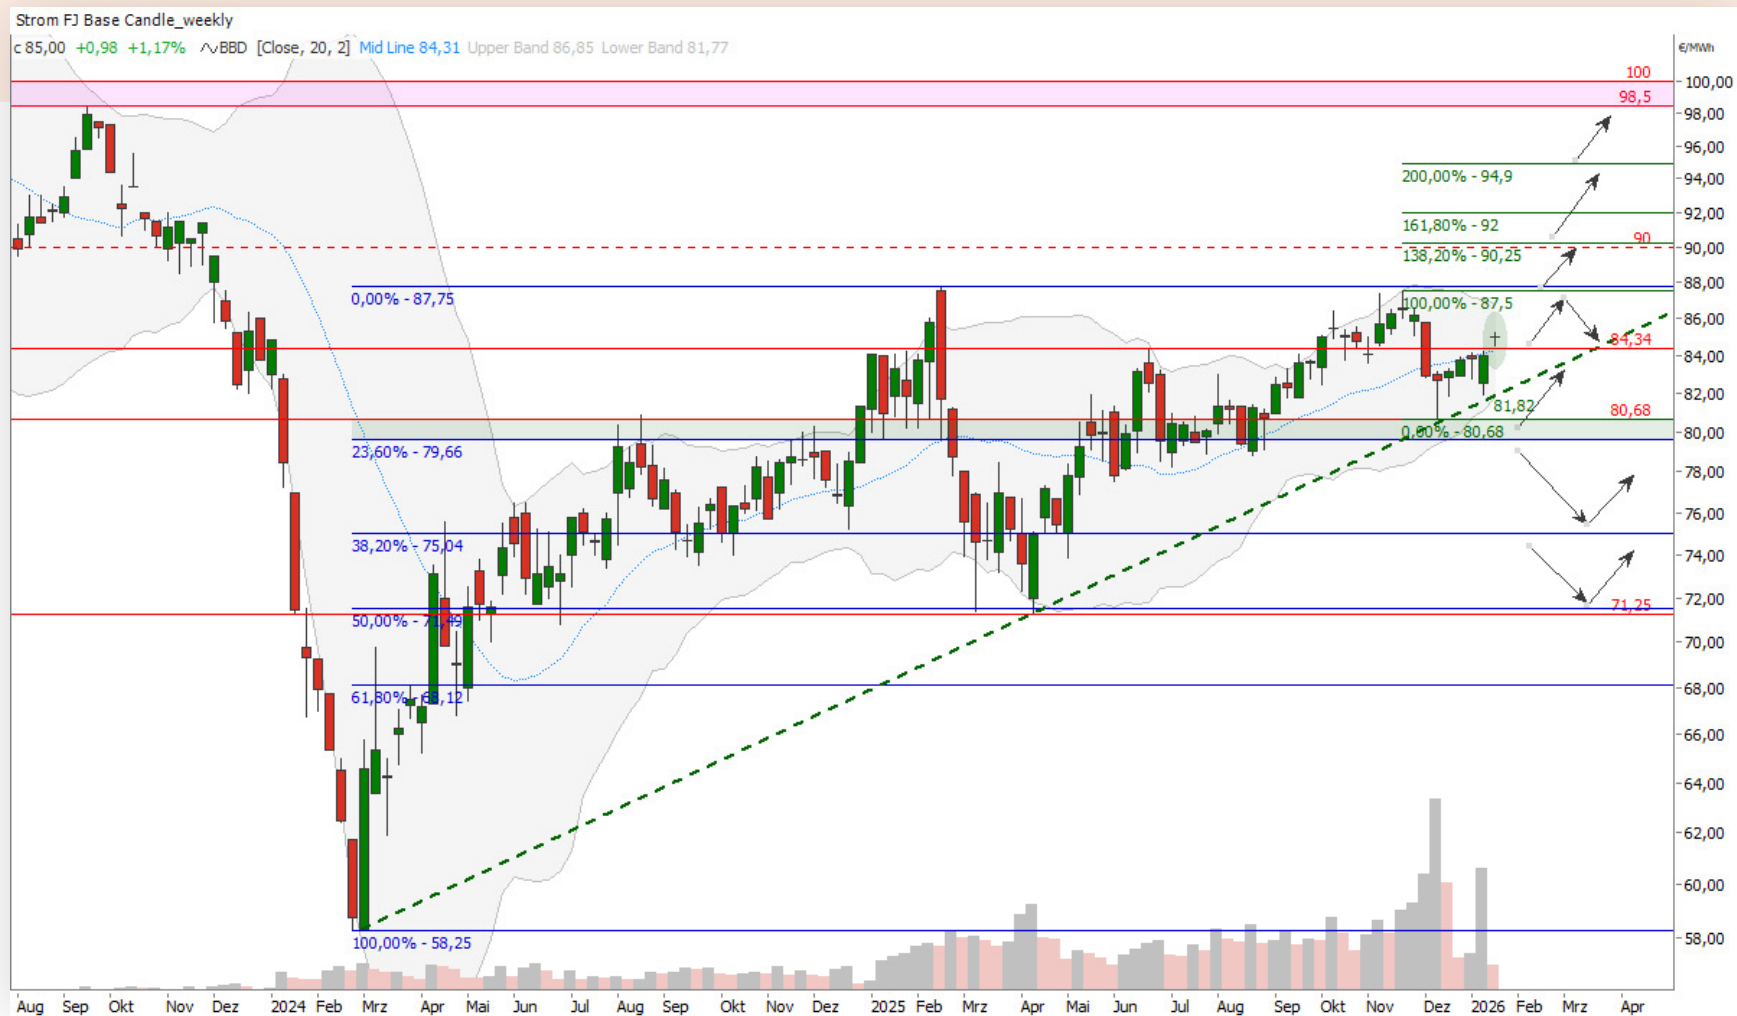 Strom FJ Base Candle_weekly
c 85,00 +0,98 +1,17% BBD [Close, 20, 2] Mid Line 84,31 Upper Band 86,85 Lower Band 81,77
€/MWh
100
100,00
98,5
98,00
96,00
200,00% - 94,9
94,00
92,00
161,80% - 92
90
90,00
138,20% - 90,25
88,00
0,00% - 87,75
100,00% - 87,5
86,00
84,34
84,00
82,00
81,82
80,68
0,00% - 80,68
80,00
23,60% - 79,66
78,00
76,00
38,20% - 75,04
74,00
72,00
71,25
50,00% - 71,49
70,00
61,80% - 68,12
68,00
66,00
64,00
62,00
60,00
100,00% - 58,25
58,00
Aug Sep Okt Nov Dez 2024 Feb Mrz Apr Mai Jun Jul Aug Sep Okt Nov Dez 2025 Feb Mrz Apr Mai Jun Jul Aug Sep Okt Nov Dez 2026 Feb Mrz Apr